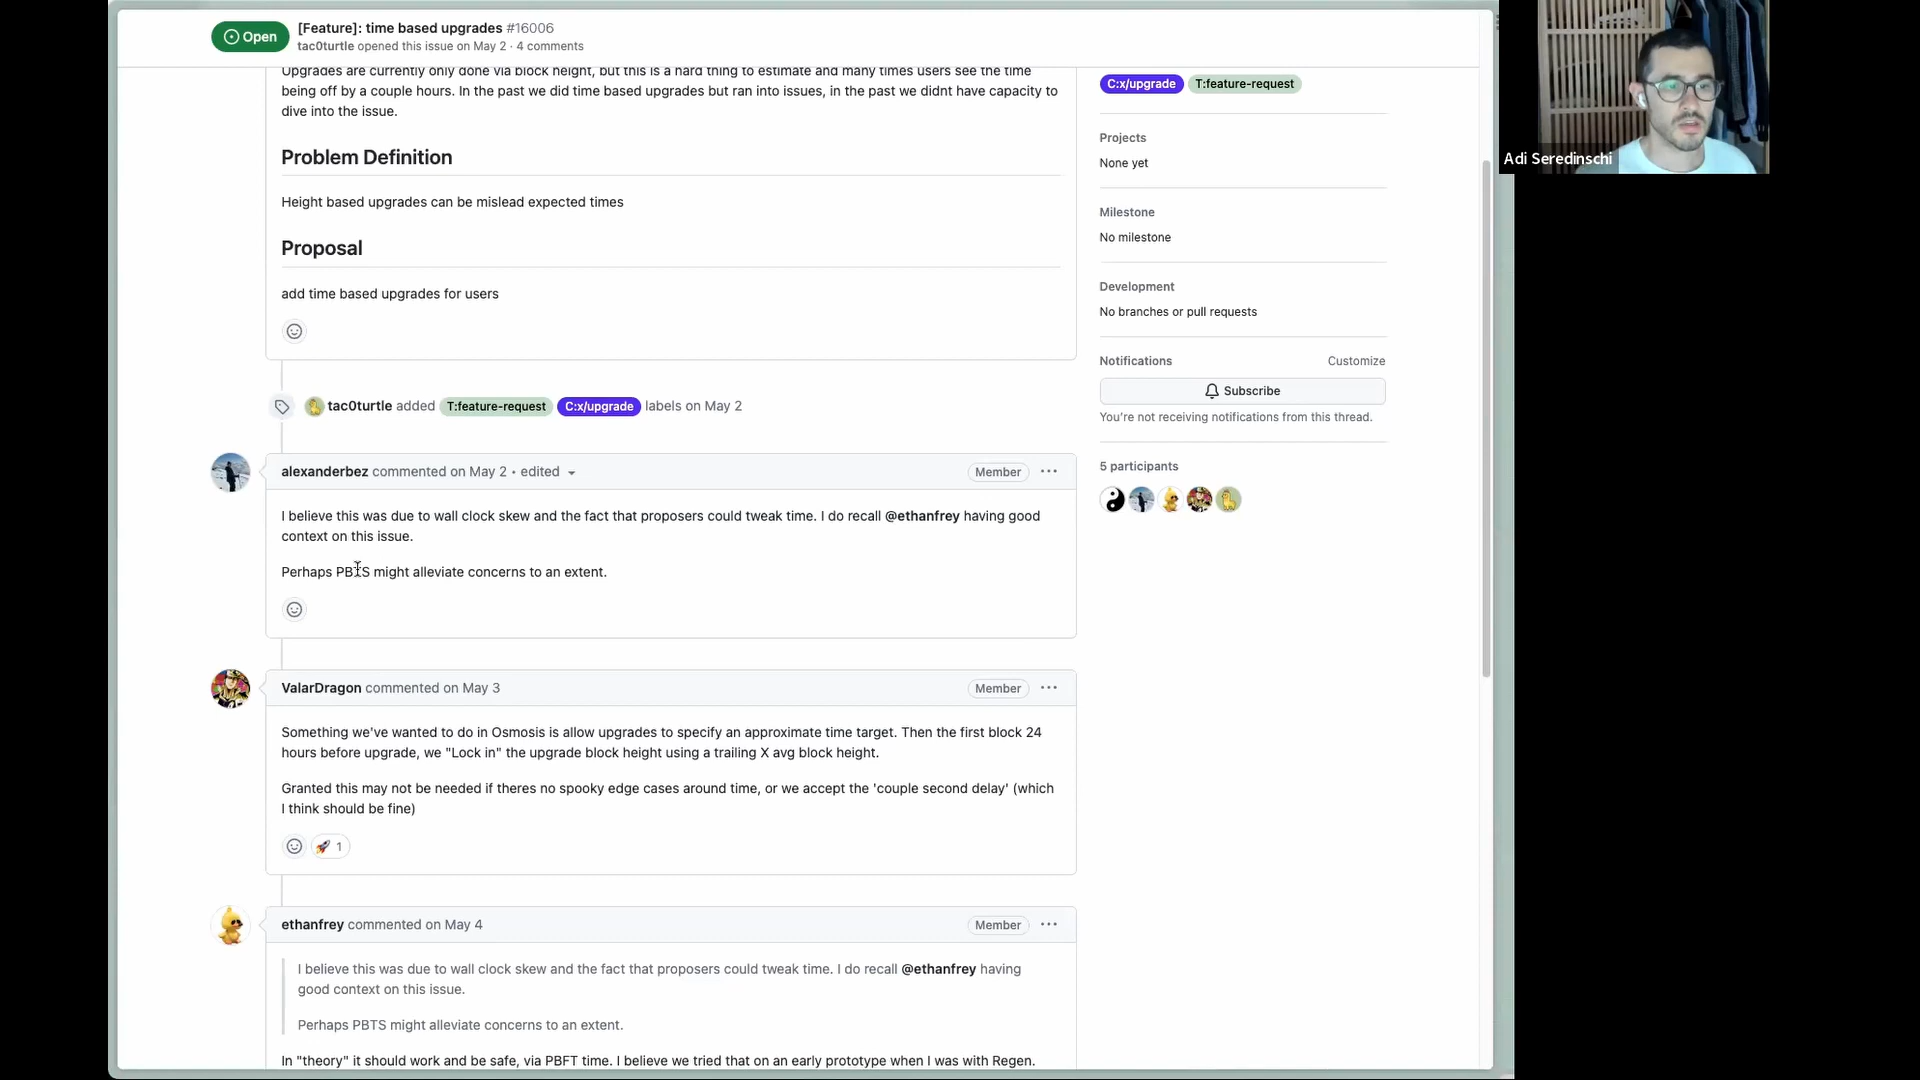 Open
[Feature]: time based upgrades #16006
tac0turtle opened this issue on May 2 · 4 comments
Upgrades are currently only done via block height, but this is a hard thing to estimate and many times users see the time
being off by a couple hours. In the past we did time based upgrades but ran into issues, in the past we didnt have capacity to
dive into the issue.
Problem Definition
Height based upgrades can be mislead expected times
Proposal
add time based upgrades for users
tac0turtle added T:feature-request C:x/upgrade labels on May 2
alexanderbez commented on May 2 · edited
Member
I believe this was due to wall clock skew and the fact that proposers could tweak time. I do recall @ethanfrey having good
context on this issue.
Perhaps PBTS might alleviate concerns to an extent.
ValarDragon commented on May 3
Member
Something we've wanted to do in Osmosis is allow upgrades to specify an approximate time target. Then the first block 24
hours before upgrade, we "Lock in" the upgrade block height using a trailing X avg block height.
Granted this may not be needed if theres no spooky edge cases around time, or we accept the 'couple second delay' (which
I think should be fine)
1
ethanfrey commented on May 4
Member
I believe this was due to wall clock skew and the fact that proposers could tweak time. I do recall @ethanfrey having
good context on this issue.
Perhaps PBTS might alleviate concerns to an extent.
In "theory" it should work and be safe, via PBFT time. I believe we tried that on an early prototype when I was with Regen.
C:x/upgrade T:feature-request
Projects
None yet
Milestone
No milestone
Development
No branches or pull requests
Notifications
Customize
Subscribe
You're not receiving notifications from this thread.
5 participants
Adi Seredinschi